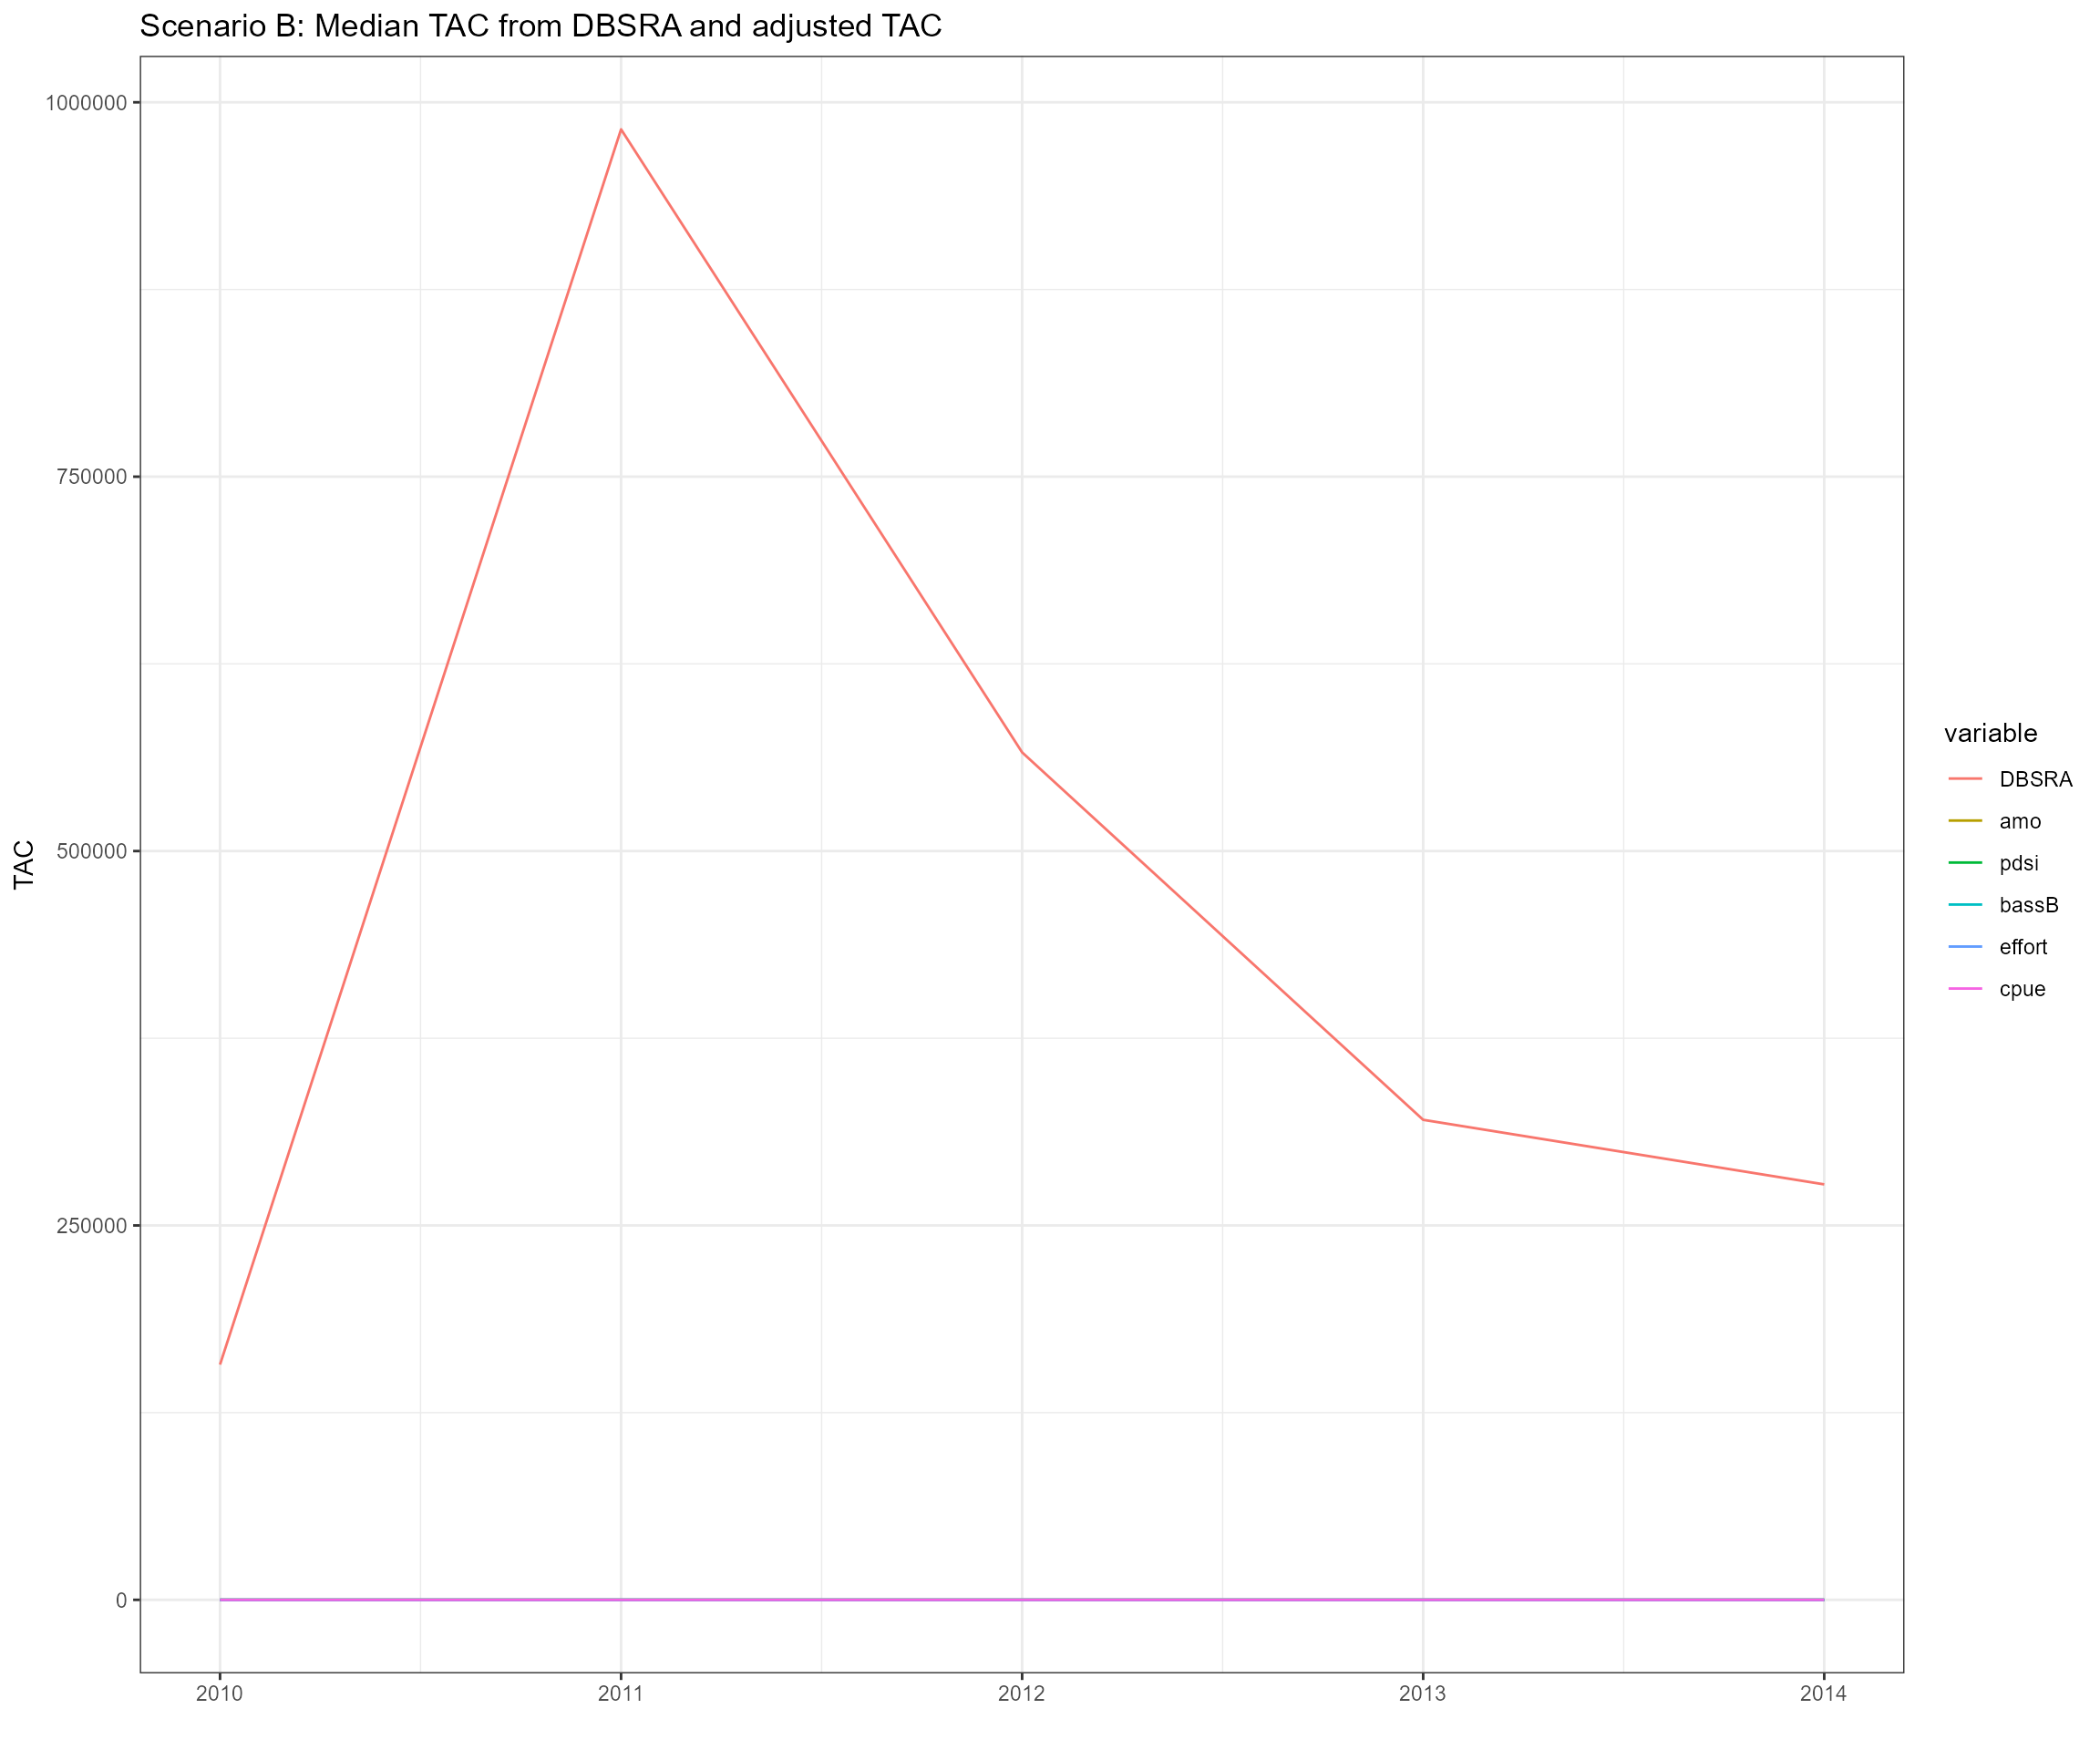 Scenario B: Median TAC from DBSRA and adjusted TAC
1000000
750000
500000
250000
0
TAC
2010 2011 2012 2013 2014
variable
DBSRA
amo
pdsi
bassB
effort
cpue